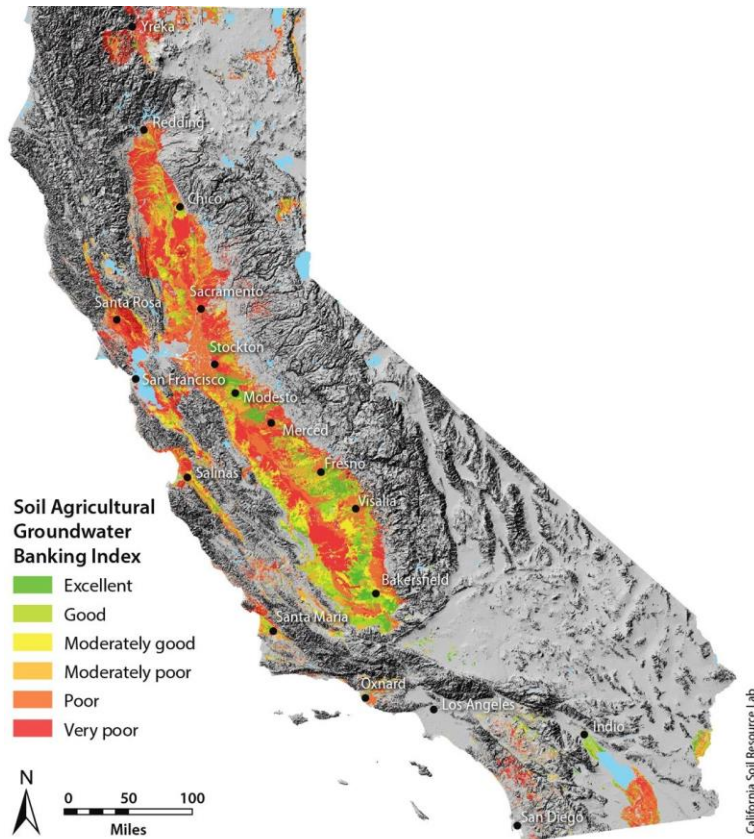 Yreka
Redding
Chico
Sacramento
Santa Rosa
Stockton
San Francisco
Modesto
Merced
Fresno
Salinas
Visalia
Soil Agricultural
Groundwater
Banking Index
Excellent
Good
Moderately good
Moderately poor
Poor
Very poor
Bakersfield
Santa Maria
Oxnard
Los Angeles
Indio
San Diego
N
0 50 100
Miles
California Soil Resource Lab